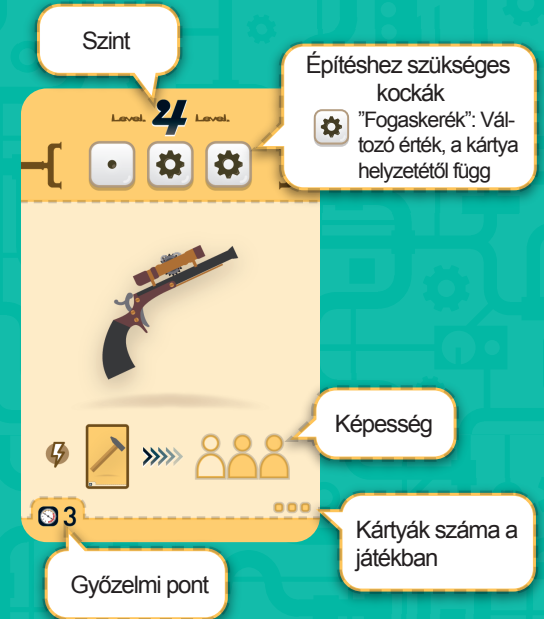 Szint
Építéshez szükséges
kockák
"Fogaskerék": Vál-
tozó érték, a kártya
helyzetétől függ
Level. 4 Level.
Képesség
3
Kártyák száma a
játékban
Győzelmi pont